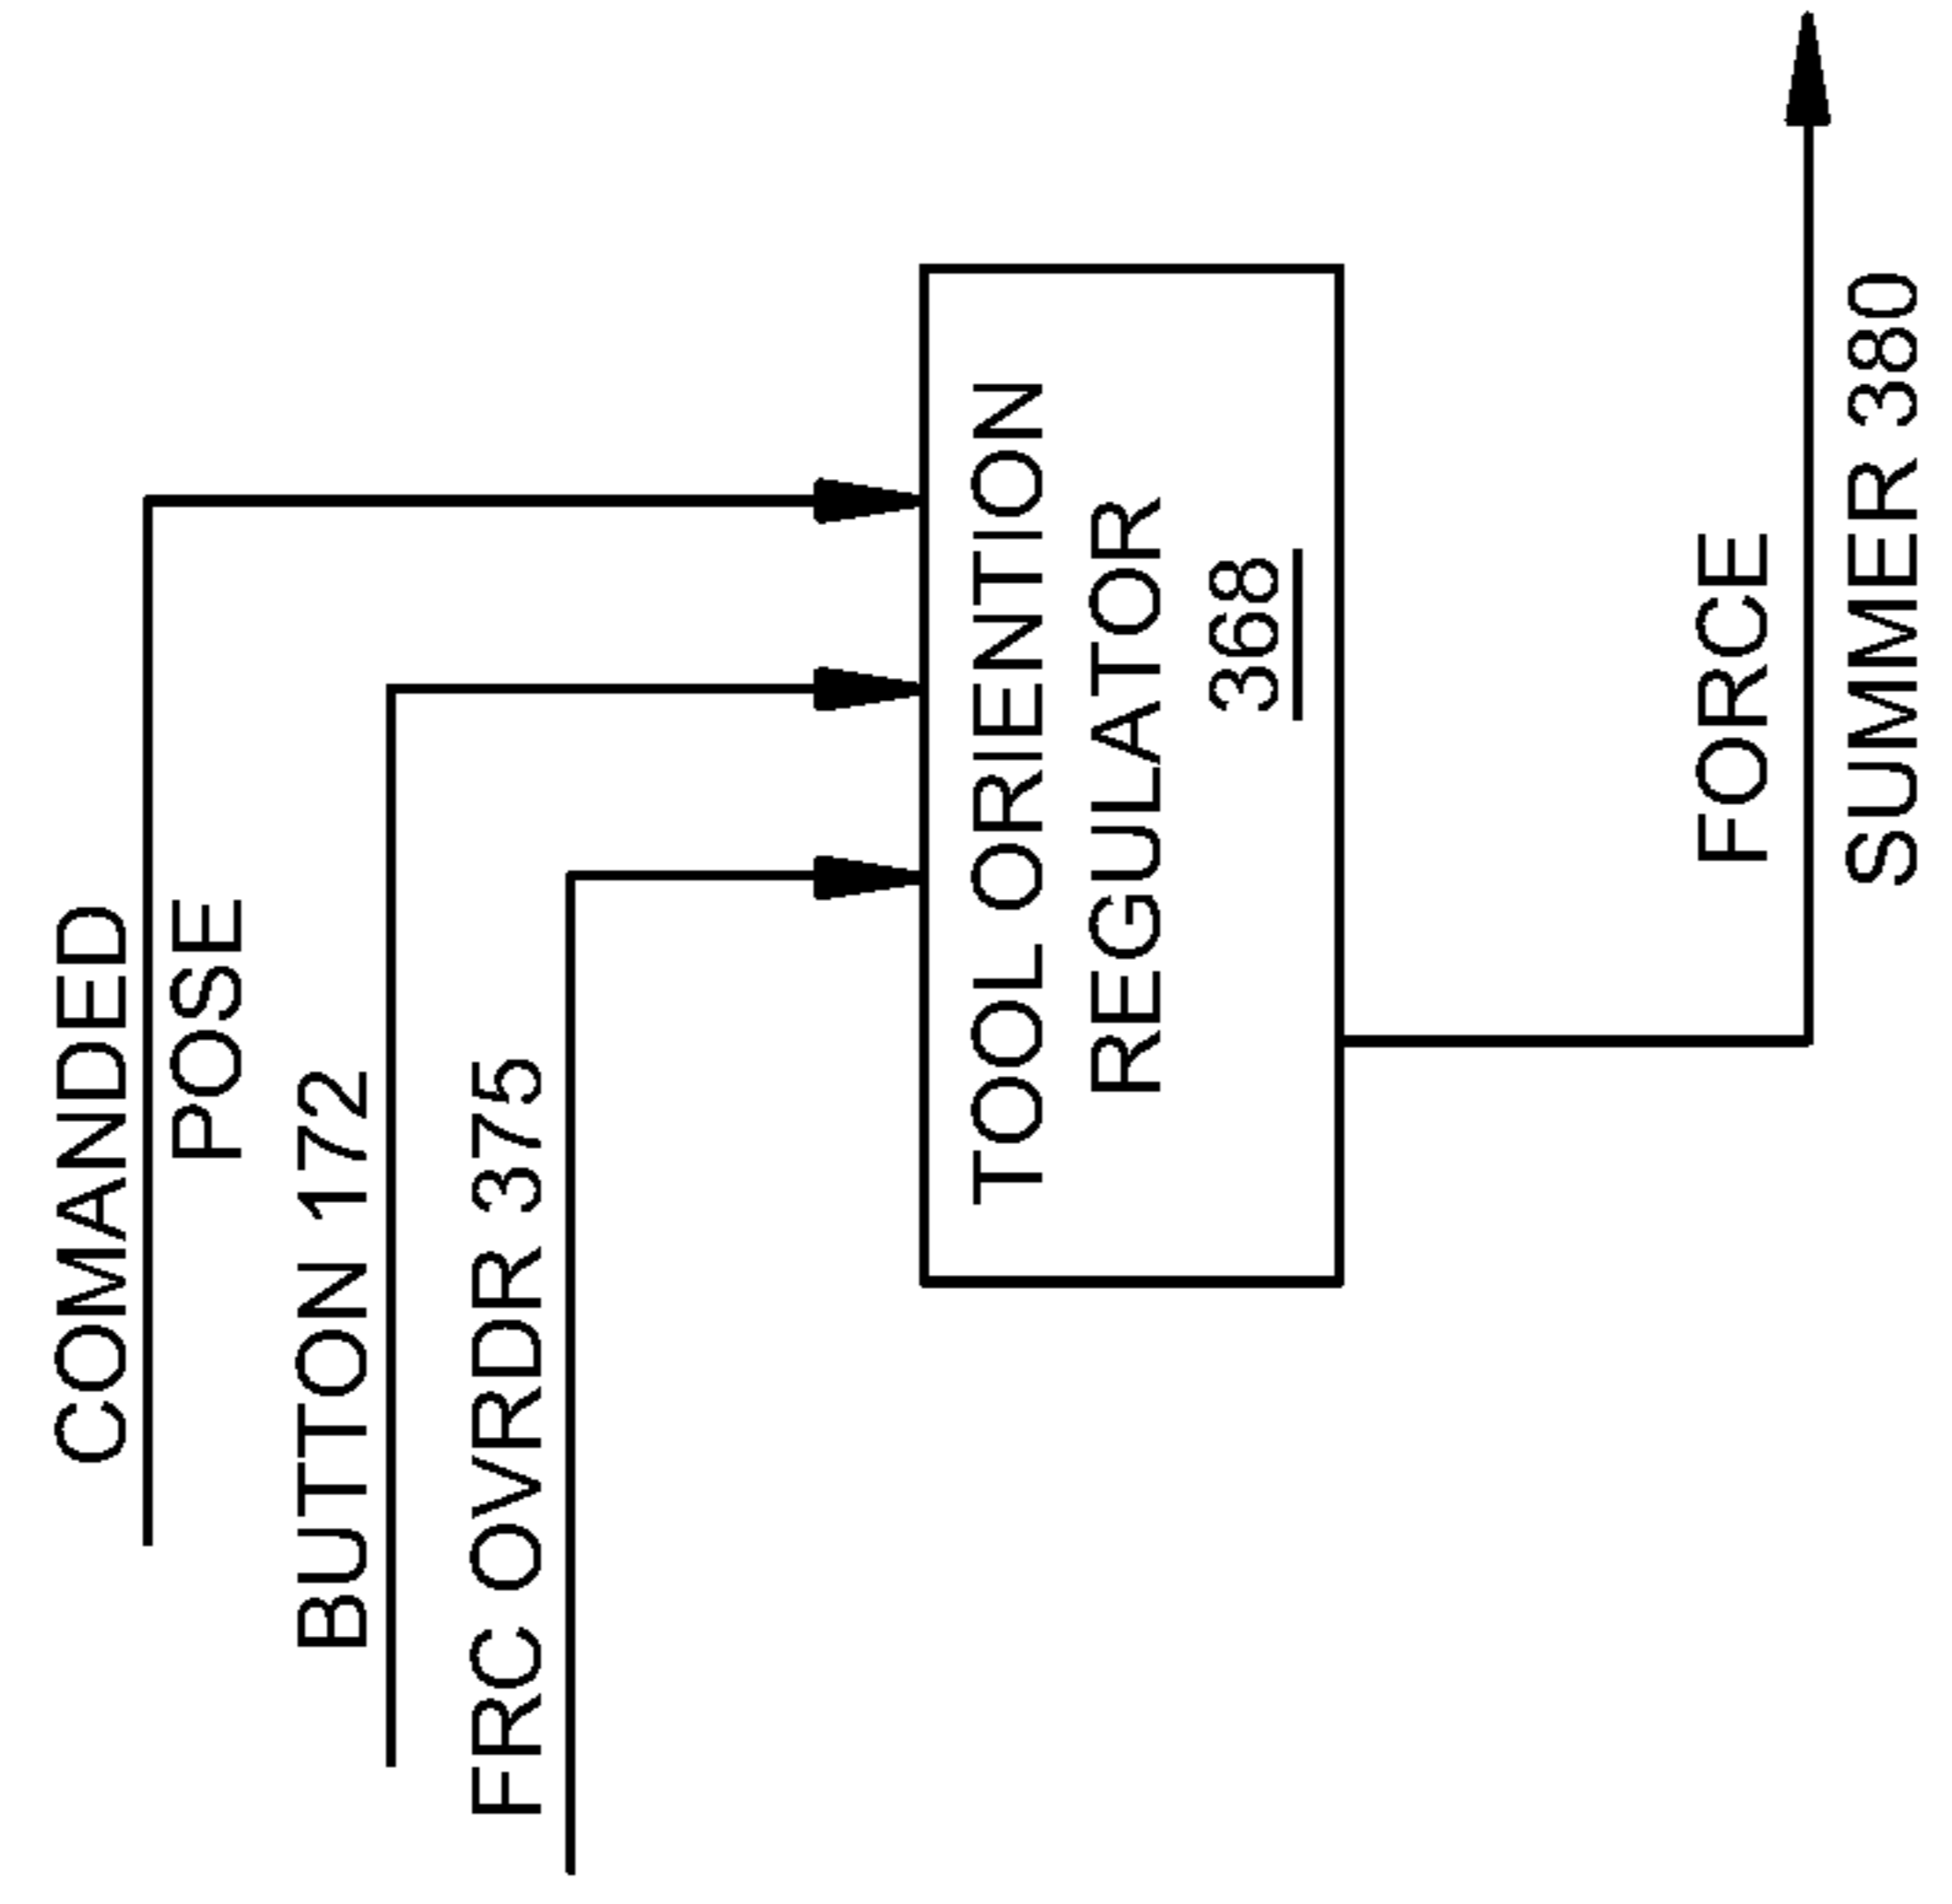 COMANDED
POSE
BUTTON 172
FRC OVRDR 375
TOOL ORIENTION
REGULATOR
368
FORCE
SUMMER 380